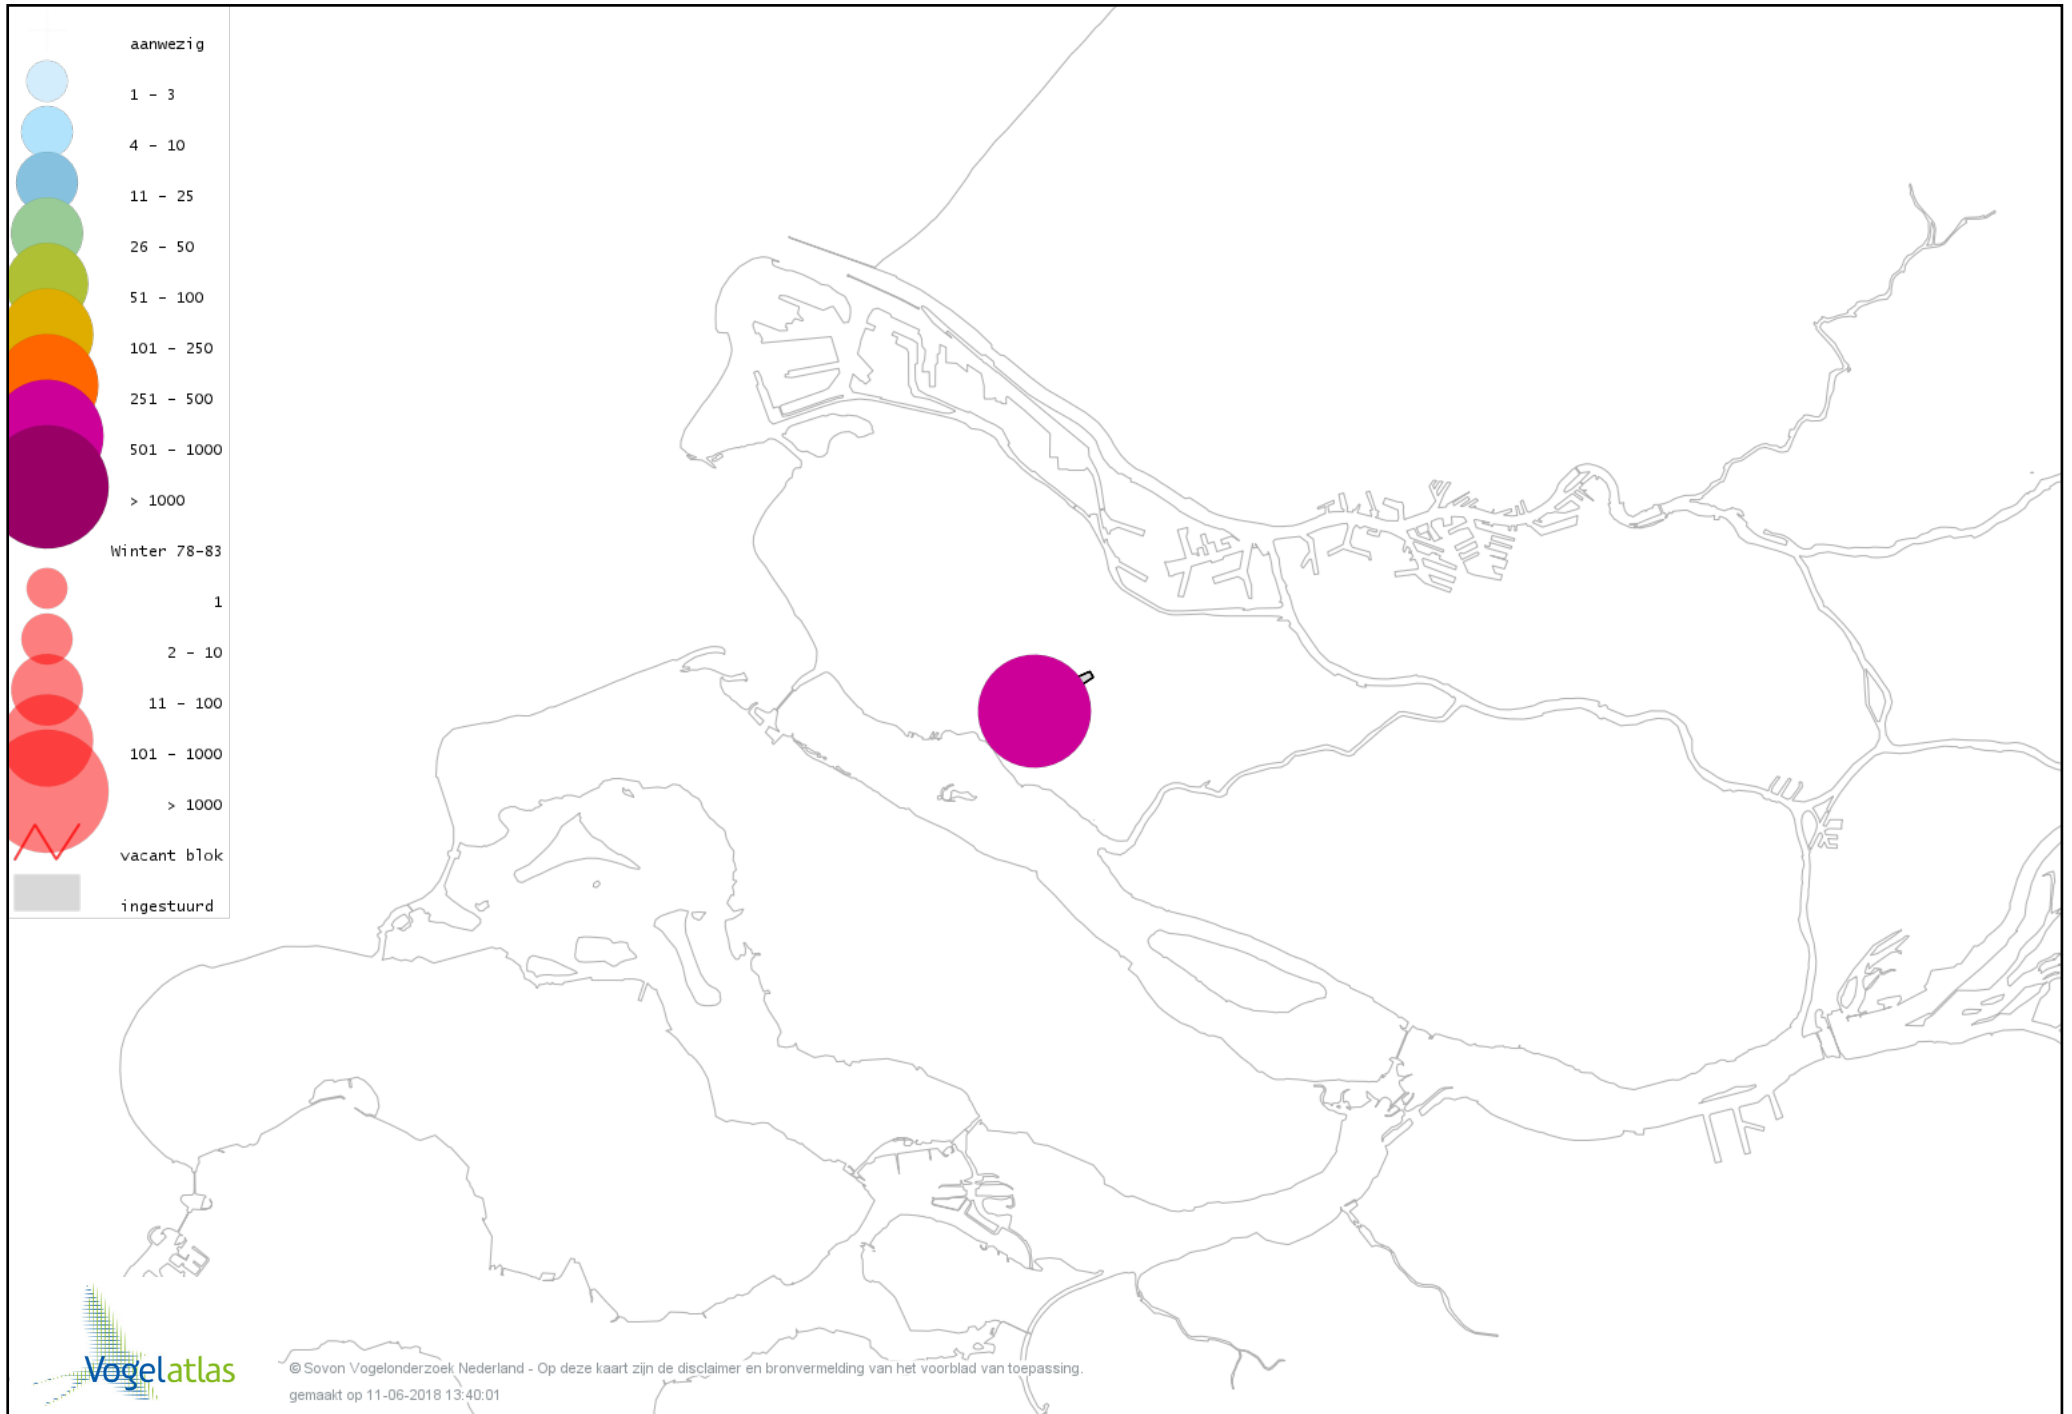 aanwezig
1 - 3
4 - 10
11 - 25
26 - 50
51 - 100
101 - 250
251 - 500
501 - 1000
> 1000
Winter 78-83
1
2 - 10
11 - 100
101 - 1000
> 1000
vacant blok
ingestuurd
Vogelatlas
© Sovon Vogelonderzoek Nederland - Op deze kaart zijn de disclaimer en bronvermelding van het voorblad van toepassing.
gemaakt op 11-06-2018 13:40:01